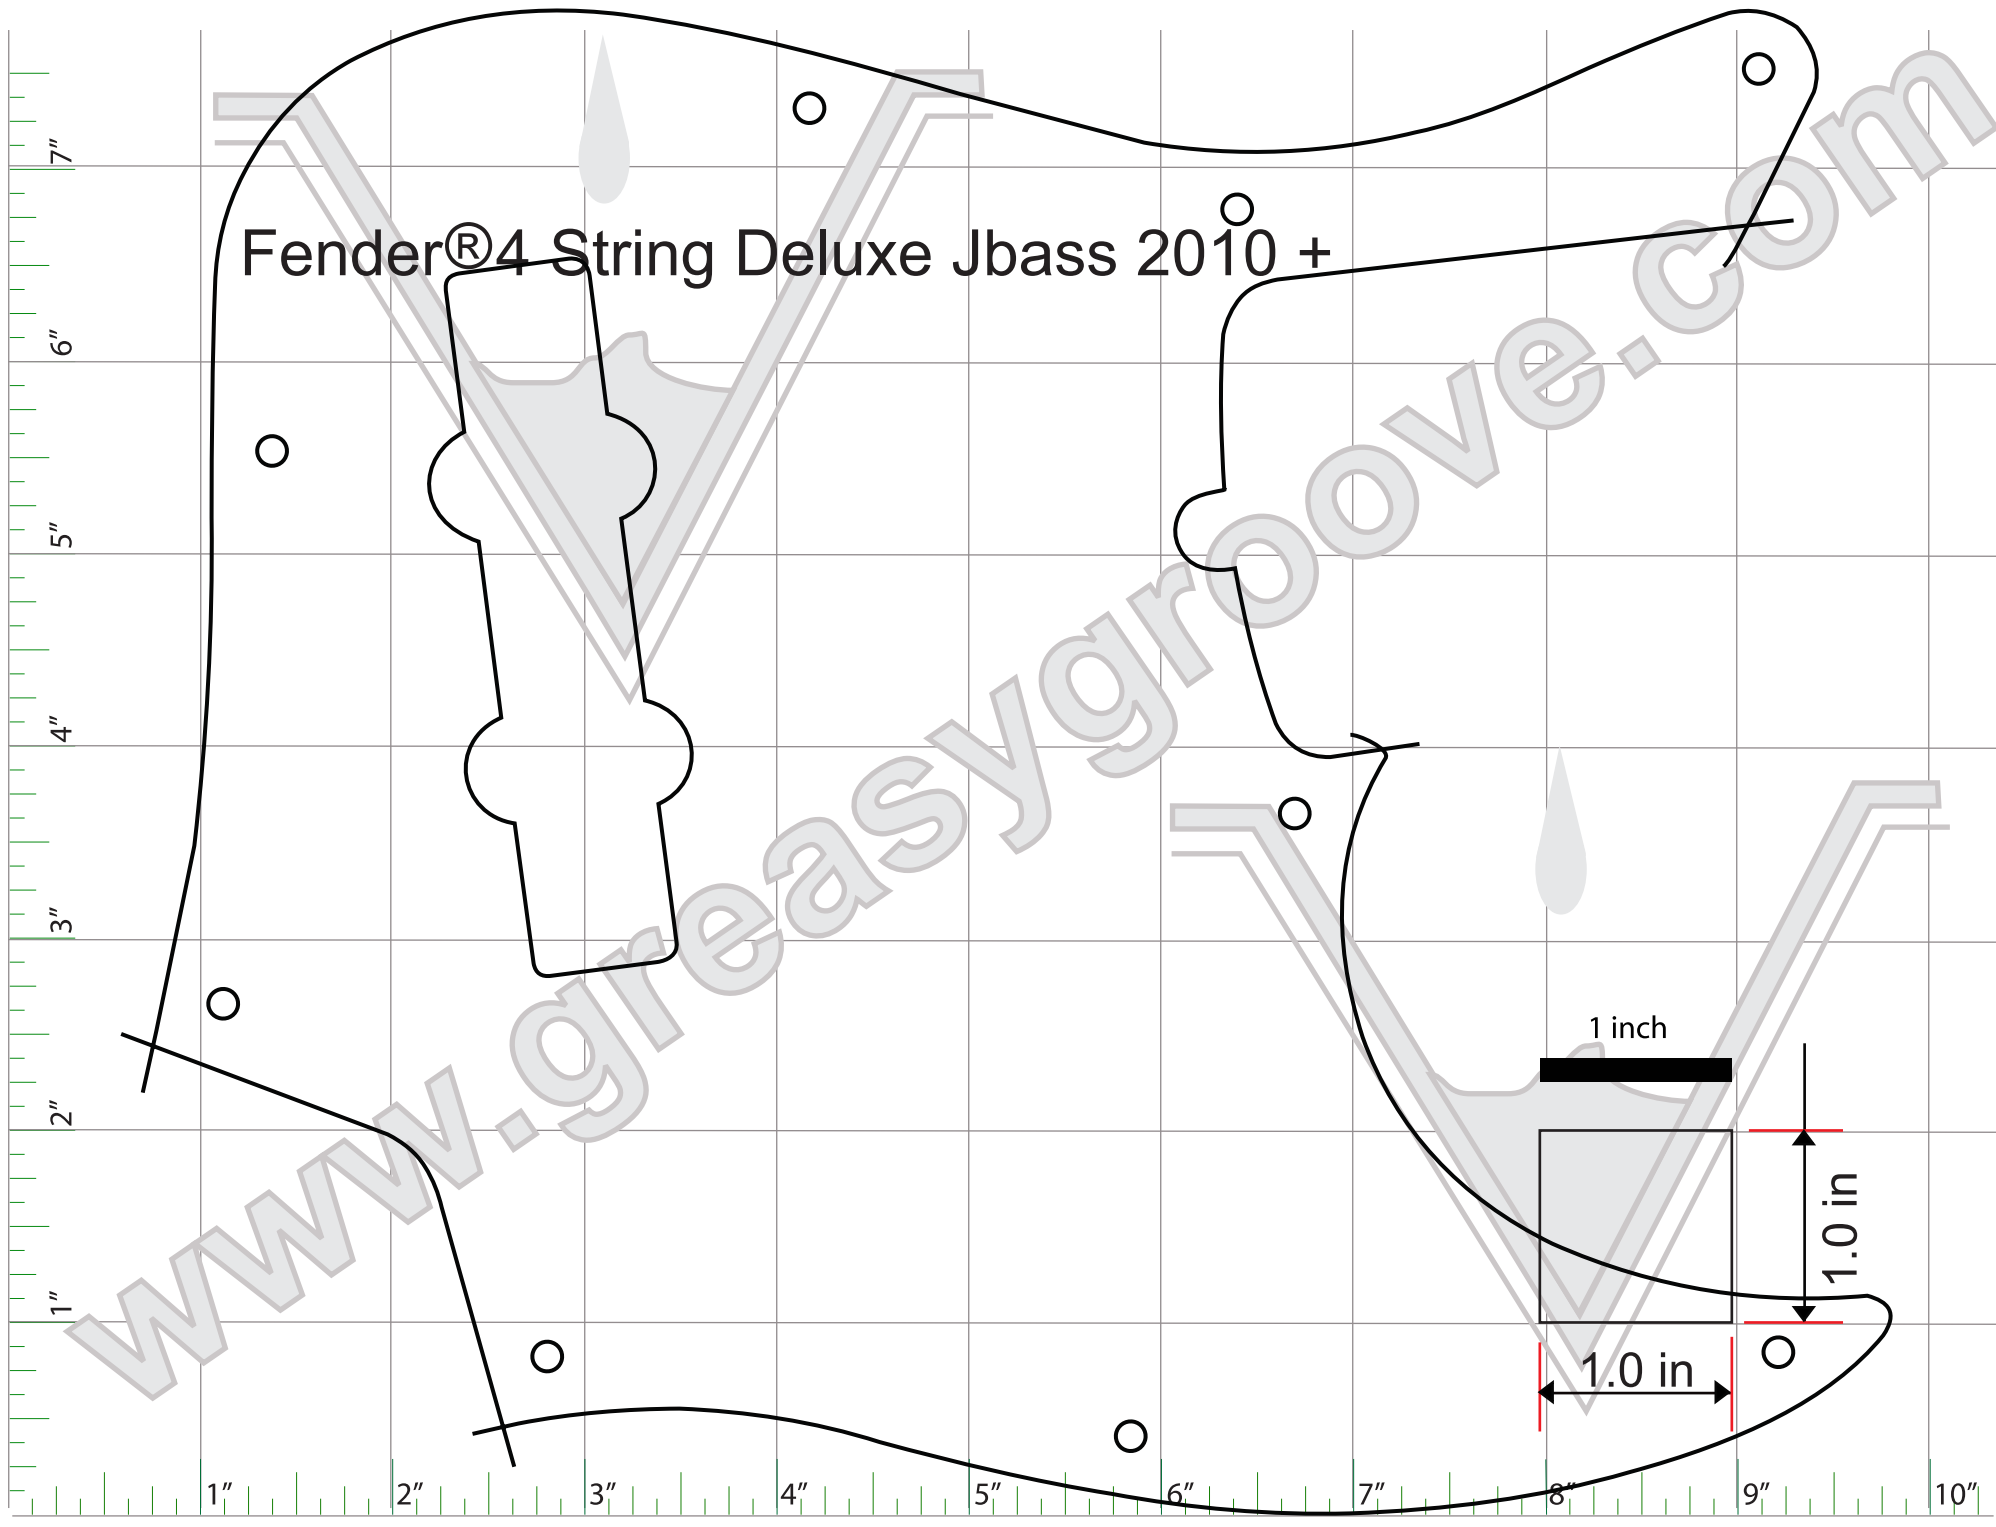 Fender®4 String Deluxe Jbass 2010 +
www.greasygroove.com
7”
6”
5”
4”
3”
2”
1”
1 inch
1.0 in
1.0 in
1” 2” 3” 4” 5” 6” 7” 8” 9” 10”